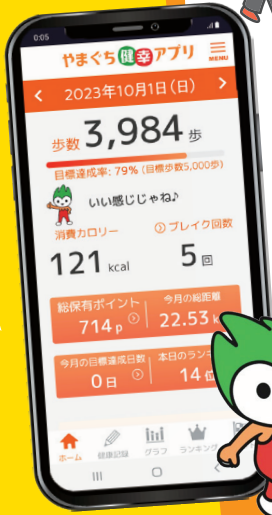 0:05
やまぐち健幸アプリ
MENU
2023年10月1日(日)
歩数 3,984 歩
目標達成率: 79% (目標歩数5,000歩)
いい感じじゃね♪
消費カロリー
ブレイク回数
121 kcal
5 回
総保有ポイント
今月の総距離
714 p
22.53 k
今月の目標達成日数
本日のランキ
0 日
14 位
ホーム
健康記録
グラフ
ランキング